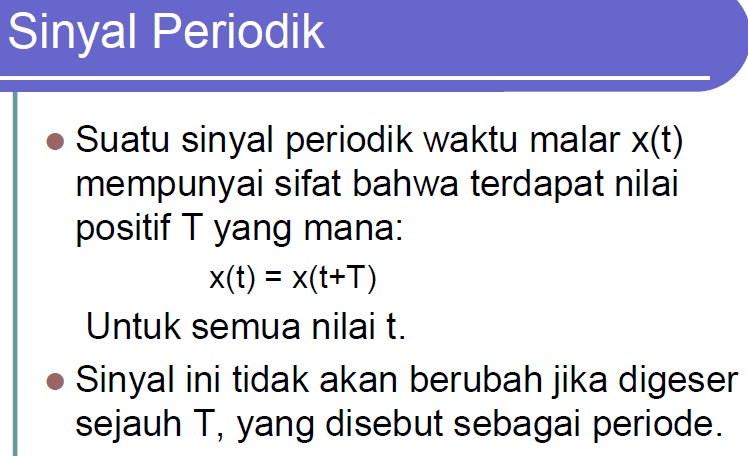 Sinyal Periodik
Suatu sinyal periodik waktu malar x(t)
mempunyai sifat bahwa terdapat nilai
positif T yang mana:
x(t) = x(t+T)
Untuk semua nilai t.
Sinyal ini tidak akan berubah jika digeser
sejauh T, yang disebut sebagai periode.